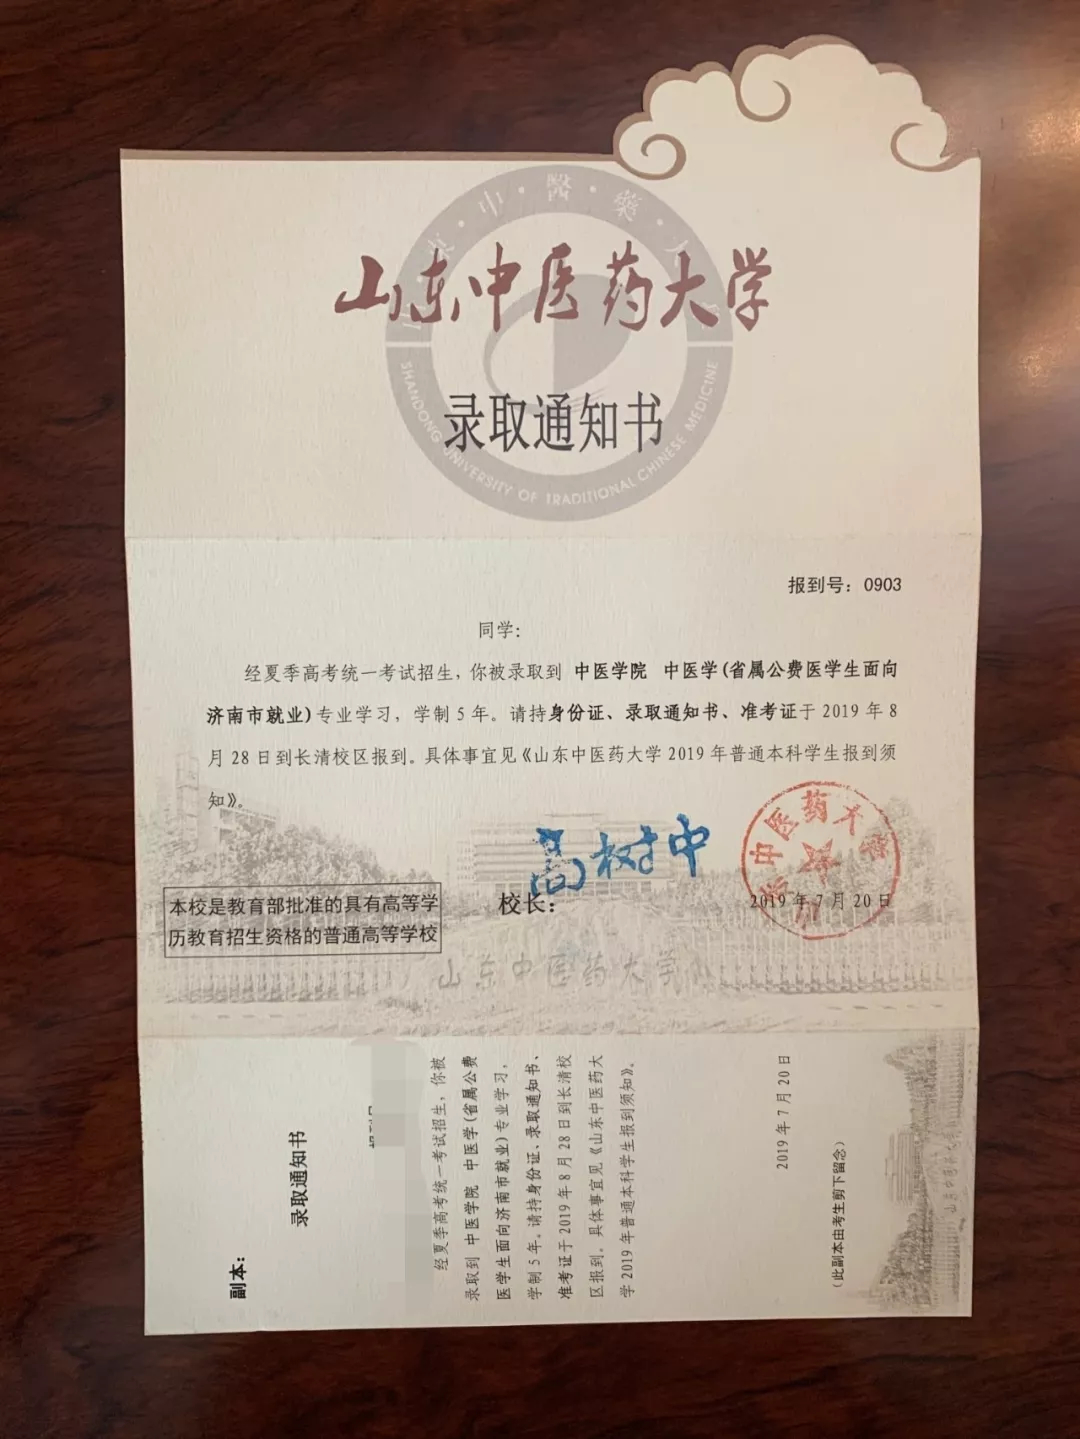 中·醫·藥
山东中医药大学
SHANDONG UNIVERSITY OF TRADITIONAL CHINESE MEDICINE
录取通知书
报到号：0903
同学：
经夏季高考统一考试招生，你被录取到 中医学院 中医学(省属公费医学生面向
济南市就业)专业学习，学制5年。请持身份证、录取通知书、准考证于2019年8
月28日到长清校区报到。具体事宜见《山东中医药大学2019年普通本科学生报到须
知》。
中医药大
高树中
校长：
2019年7月20日
本校是教育部批准的具有高等学
历教育招生资格的普通高等学校
山东中医药大学
副本：
录取通知书
经夏季高考统一考试招生，你被
录取到 中医学院 中医学(省属公费
医学生面向济南市就业)专业学习，
学制5年。请持身份证、录取通知书、
准考证于2019年8月28日到长清校
区报到。具体事宜见《山东中医药大
学2019年普通本科学生报到须知》。
2019年7月20日
（此副本由考生剪下留念）